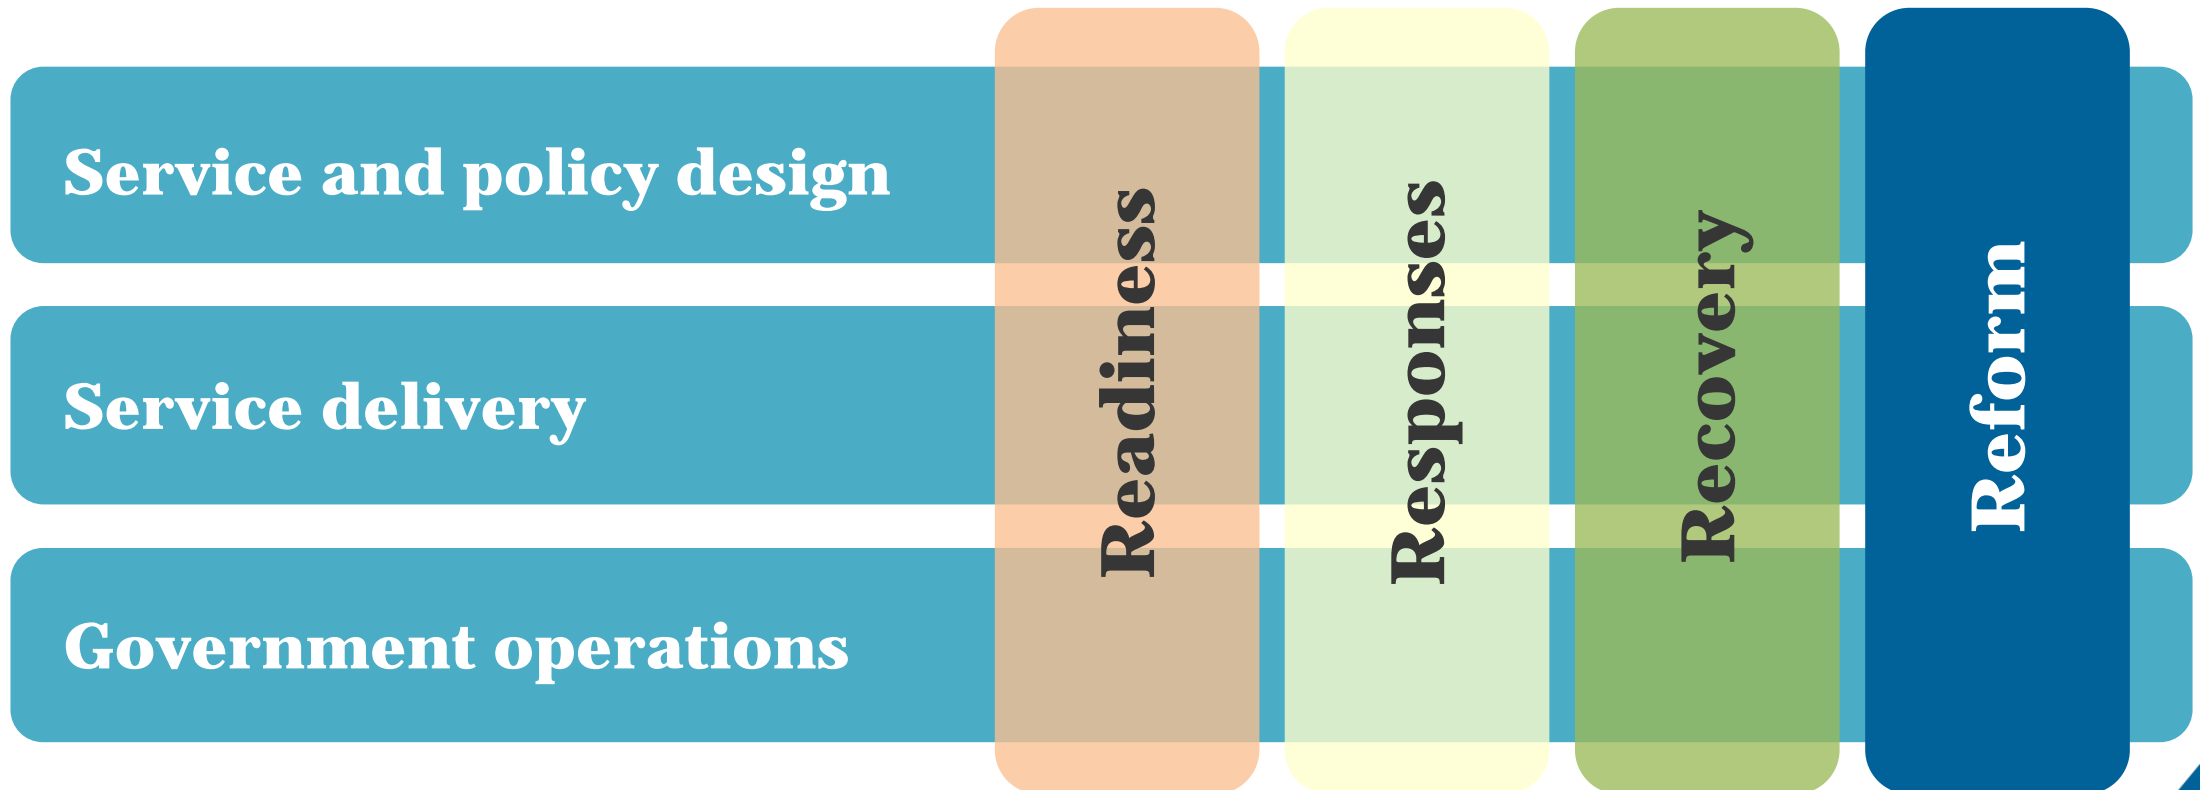 Service and policy design
Service delivery
Government operations
Readiness
Responses
Recovery
Reform